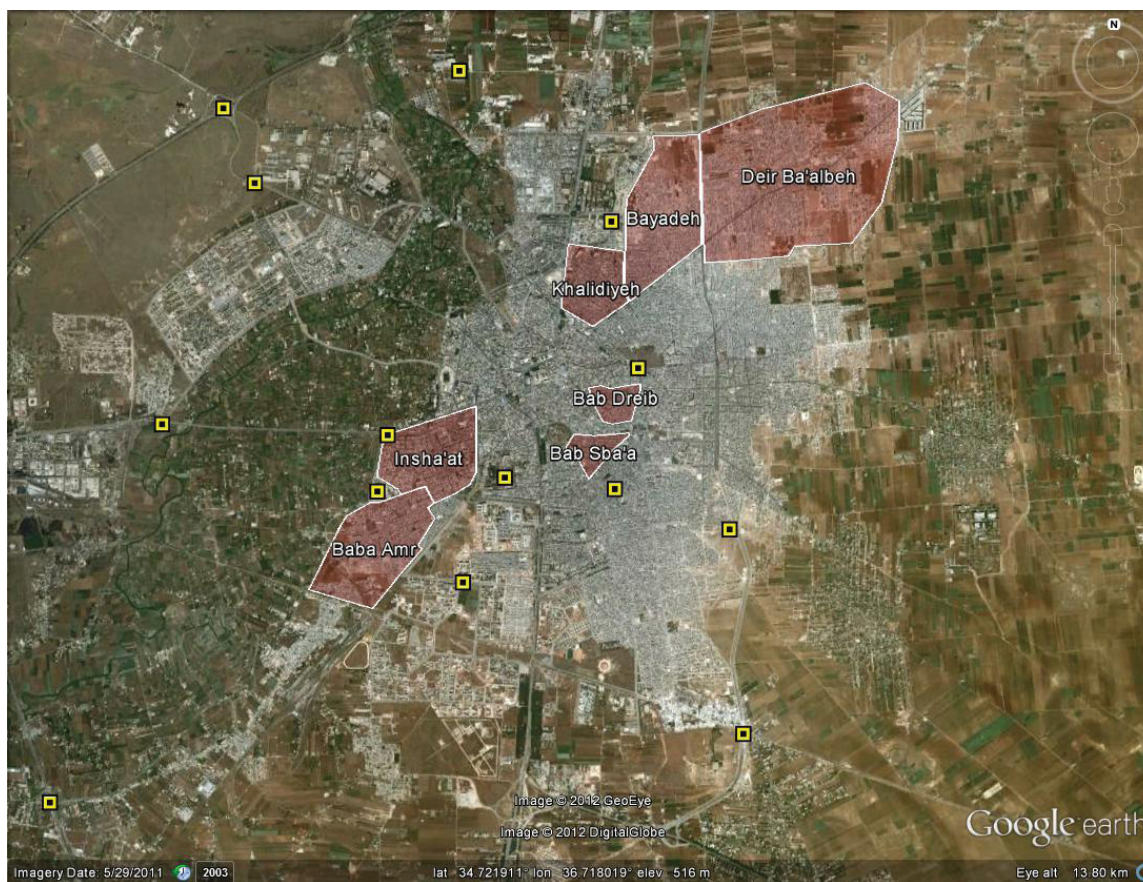 N
Deir Ba'albeh
Bayadeh
Khalidiyeh
Bab Dreib
Bab Sba'a
Insha'at
Baba Amr
Image © 2012 GeoEye
Image © 2012 DigitalGlobe
Google earth
Imagery Date: 5/29/2011 2003 lat 34.721911° lon 36.718019° elev 516 m Eye alt 13.80 km